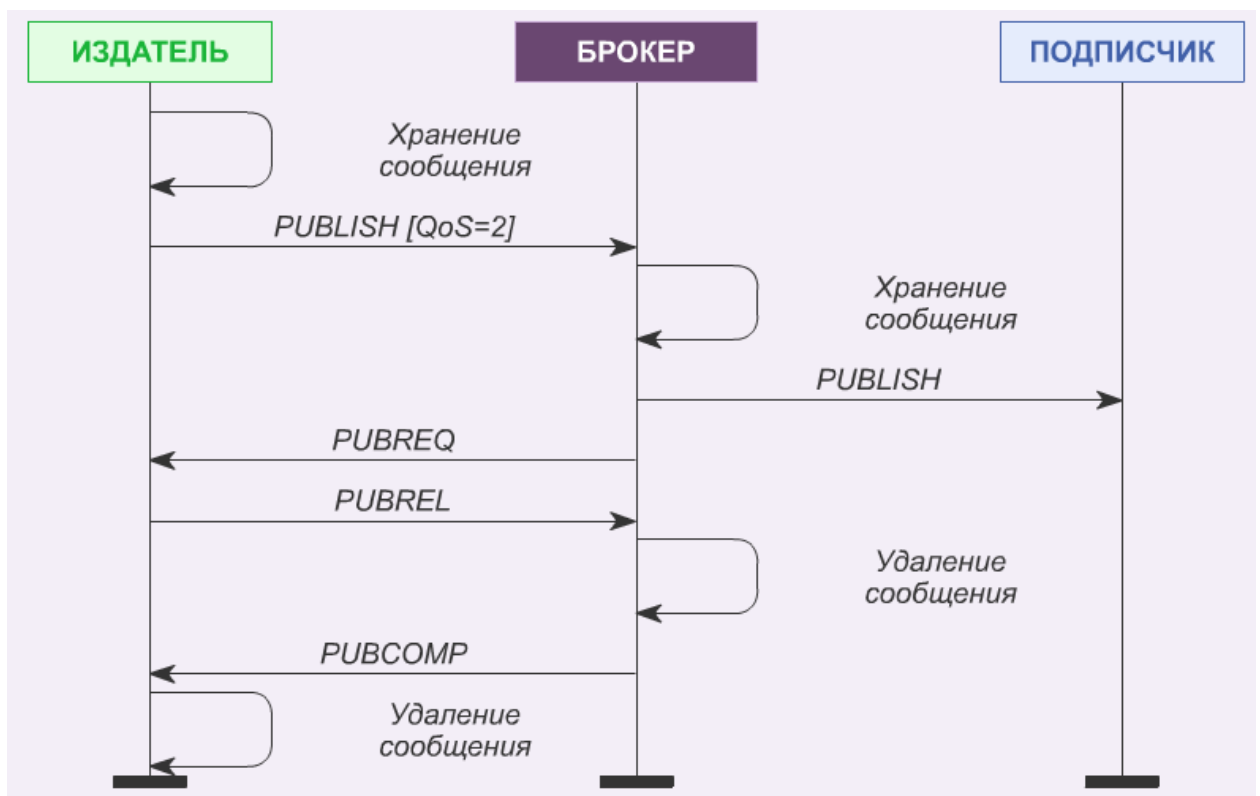 ИЗДАТЕЛЬ
БРОКЕР
ПОДПИСЧИК
Хранение
сообщения
PUBLISH [QoS=2]
Хранение
сообщения
PUBLISH
PUBREQ
PUBREL
Удаление
сообщения
PUBCOMP
Удаление
сообщения